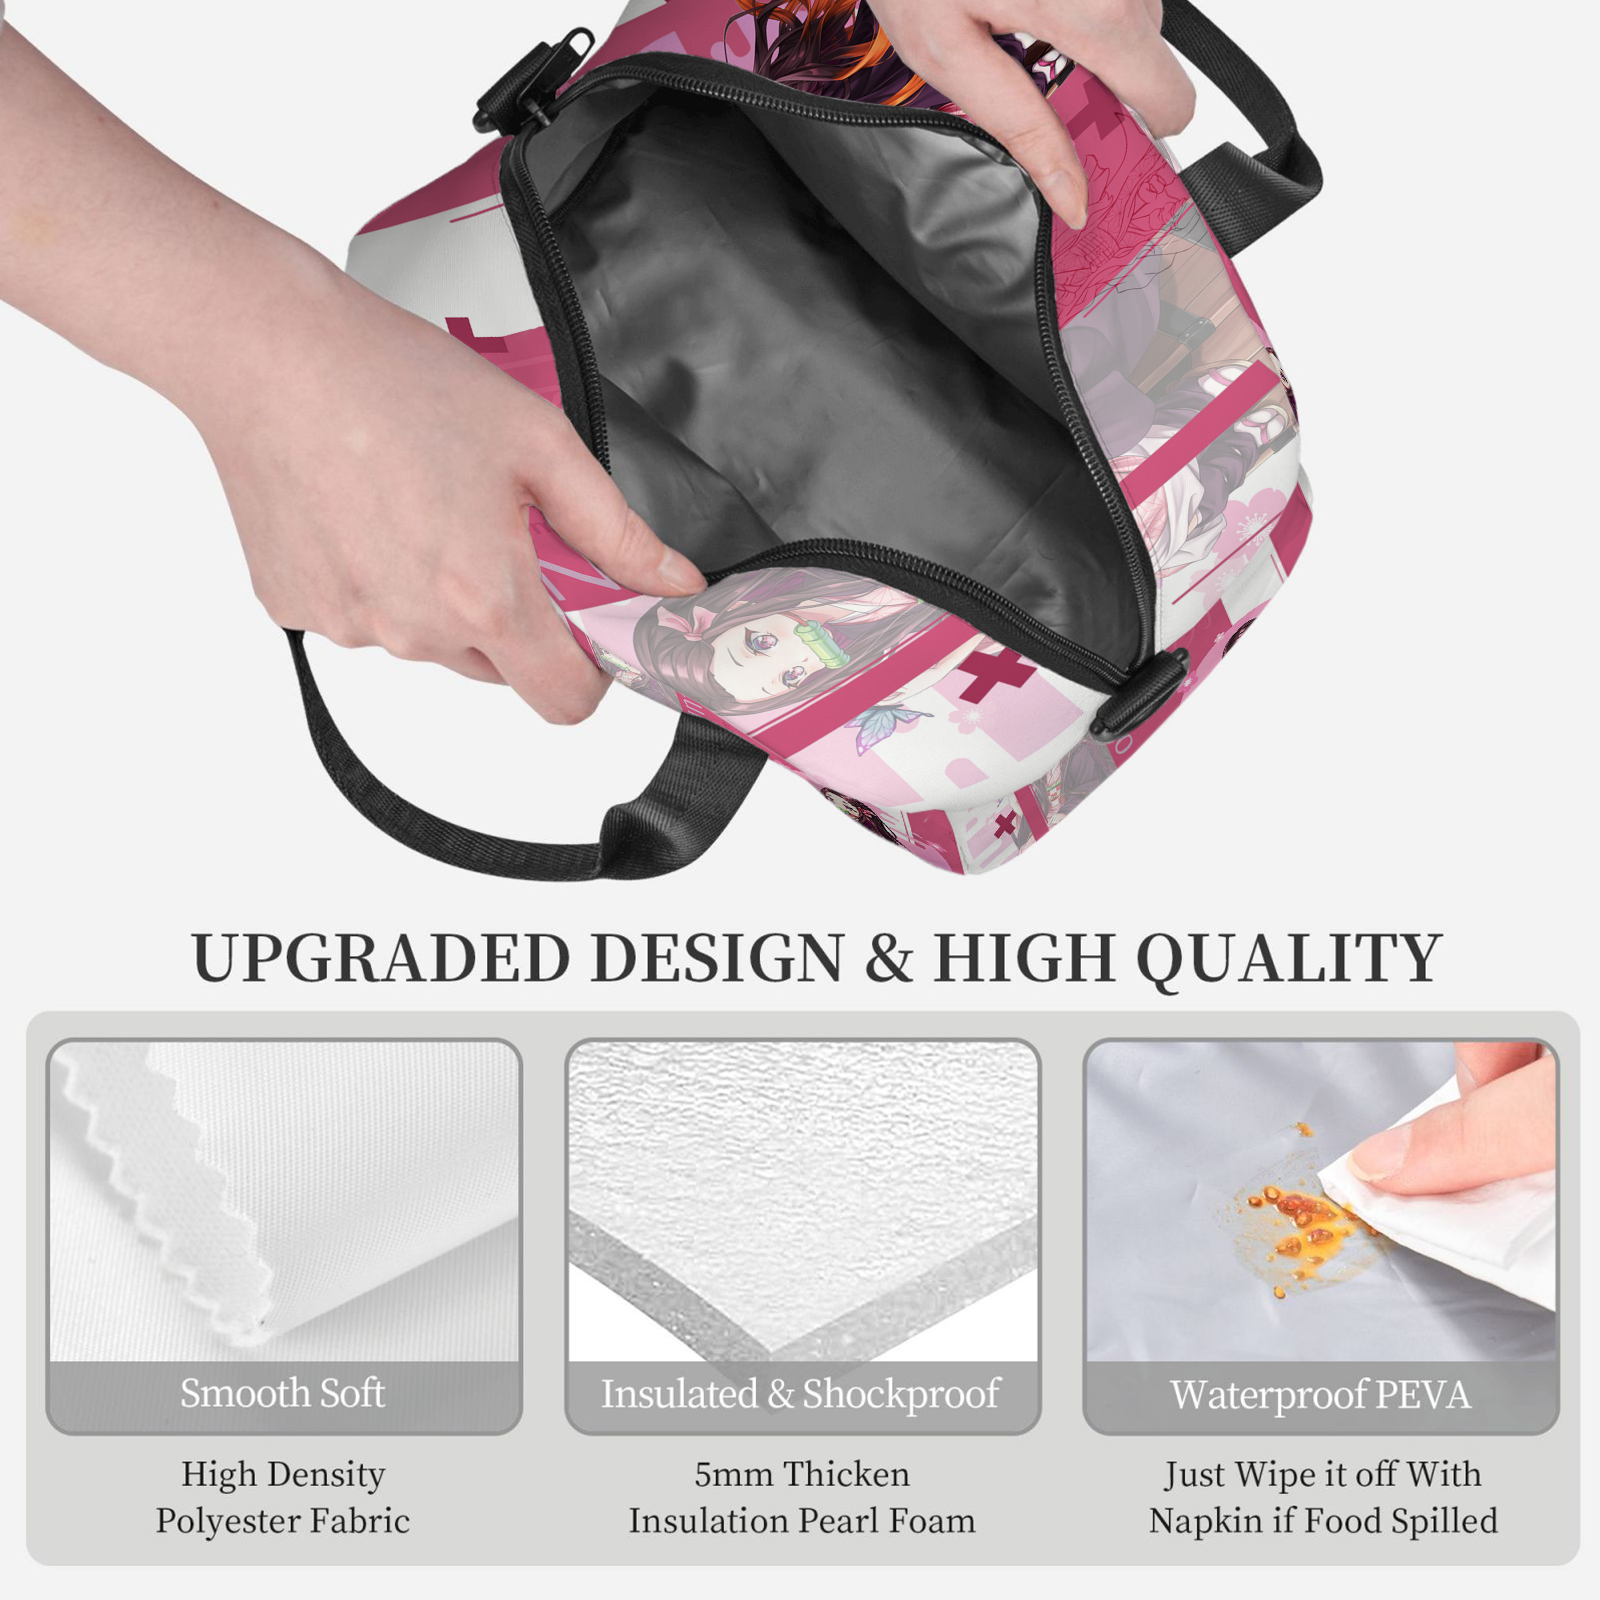 UPGRADED DESIGN & HIGH QUALITY
Smooth Soft
Insulated & Shockproof
Waterproof PEVA
High Density
Polyester Fabric
5mm Thicken
Insulation Pearl Foam
Just Wipe it off With
Napkin if Food Spilled